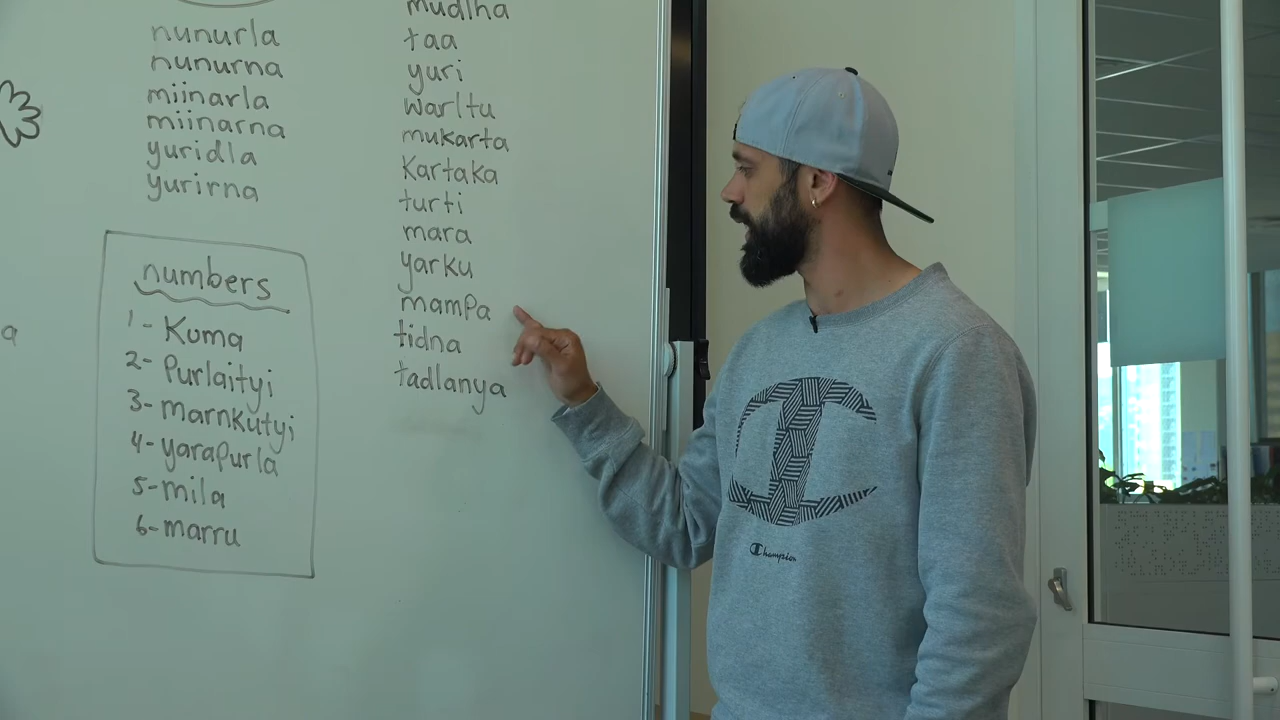 nunurla
nunurna
miinarla
miinarna
yuridla
yurirna
numbers
1- Kuma
2- Purlaityi
3- marnkutyi
4- yarapurla
5- mila
6- marru
mudlha
taa
yuri
warltu
mukarta
Kartaka
turti
mara
yarku
mampa
tidna
tadlanya
a
Champion